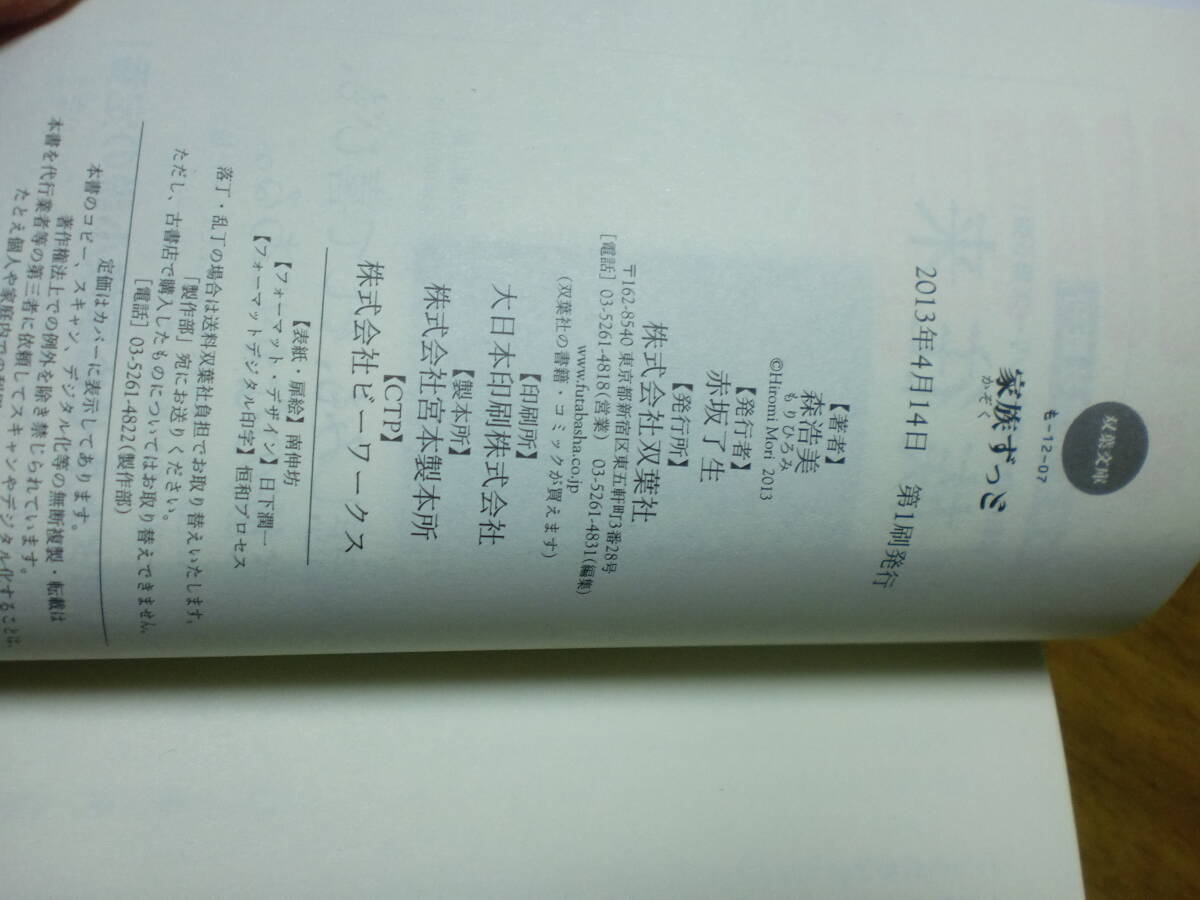 双葉文庫
も-12-07
家族ずっと
かぞく
2013年4月14日　第1刷発行
【著者】
森浩美
もりひろみ
©Hiromi Mori 2013
【発行者】
赤坂了生
【発行所】
株式会社双葉社
〒162-8540 東京都新宿区東五軒町3番28号
[電話] 03-5261-4818(営業)　03-5261-4831(編集)
www.futabasha.co.jp
(双葉社の書籍・コミックが買えます)
【印刷所】
大日本印刷株式会社
【製本所】
株式会社宮本製本所
【CTP】
株式会社ビーワークス
【表紙・扉絵】南伸坊
【フォーマット・デザイン】日下潤一
【フォーマットデジタル印字】恒和プロセス
落丁・乱丁の場合は送料双葉社負担でお取り替えいたします。
「製作部」宛にお送りください。
ただし、古書店で購入したものについてはお取り替えできません。
[電話] 03-5261-4822(製作部)
定価はカバーに表示してあります。
本書のコピー、スキャン、デジタル化等の無断複製・転載は
著作権法上での例外を除き禁じられています。
本書を代行業者等の第三者に依頼してスキャンやデジタル化することは、
たとえ個人や家庭内での